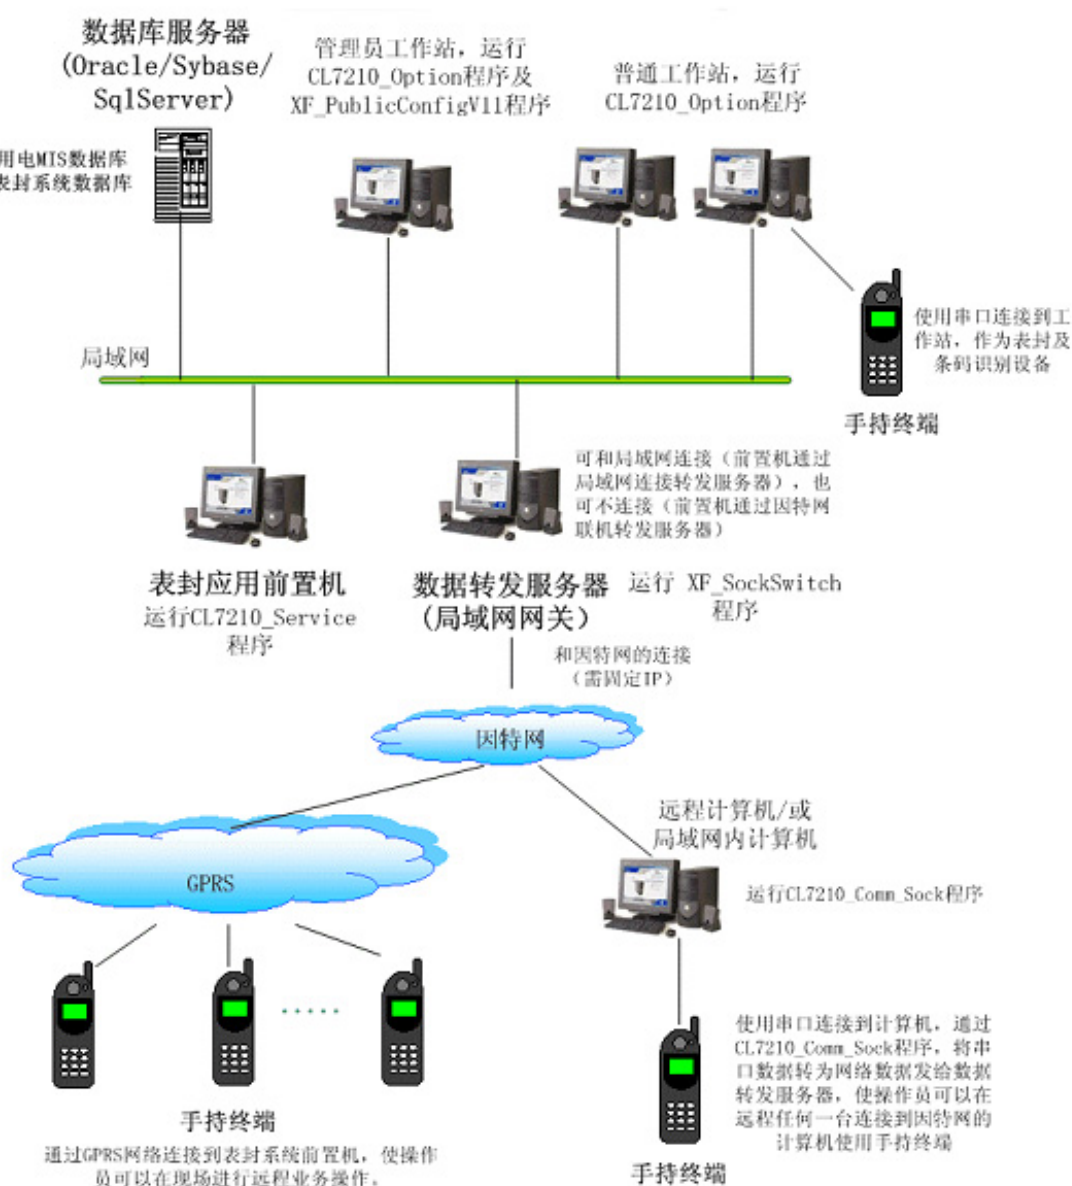 数据库服务器
(Oracle/Sybase/
SqlServer)
管理员工作站，运行
CL7210_Option程序及
XF_PublicConfigV11程序
普通工作站，运行
CL7210_Option程序
用电MIS数据库
表封系统数据库
使用串口连接到工
作站，作为表封及
条码识别设备
手持终端
局域网
可和局域网连接（前置机通过
局域网连接转发服务器），也
可不连接（前置机通过因特网
联机转发服务器）
表封应用前置机
运行CL7210_Service
程序
数据转发服务器
(局域网网关)
运行 XF_SockSwitch
程序
和因特网的连接
（需固定IP）
因特网
远程计算机/或
局域网内计算机
GPRS
运行CL7210_Comm_Sock程序
使用串口连接到计算机，通过
CL7210_Comm_Sock程序，将串
口数据转为网络数据发给数据
转发服务器，使操作员可以在
远程任何一台连接到因特网的
计算机使用手持终端
手持终端
通过GPRS网络连接到表封系统前置机，使操作
员可以在现场进行远程业务操作。
手持终端